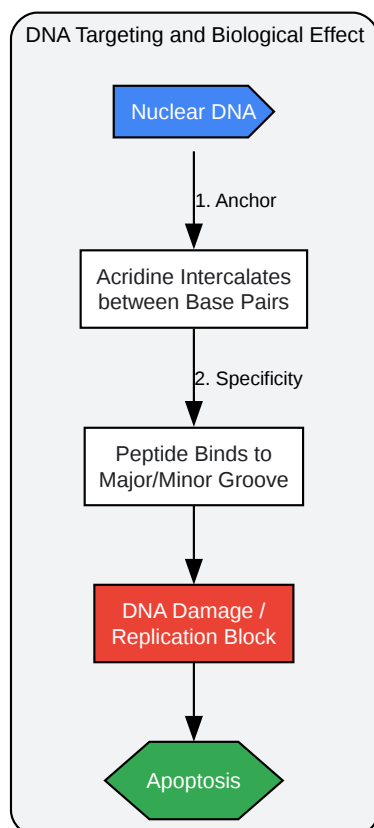 DNA Targeting and Biological Effect
Nuclear DNA
1. Anchor
Acridine Intercalates
between Base Pairs
2. Specificity
Peptide Binds to
Major/Minor Groove
DNA Damage /
Replication Block
Apoptosis